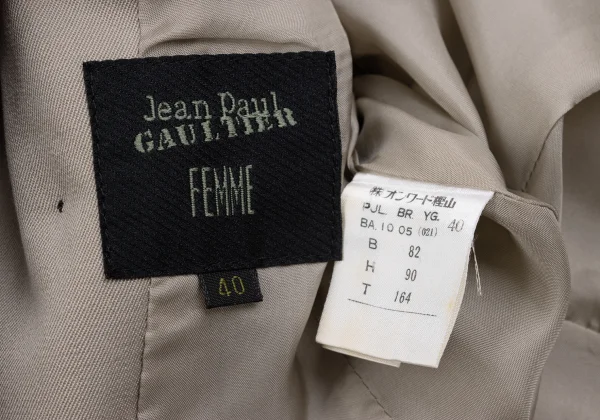 Jean Paul
GAULTIER
FEMME
40
㈱オンワード樫山
PJL. BR. YG. 40
BA. 10 05 (021)
B 82
H 90
T 164